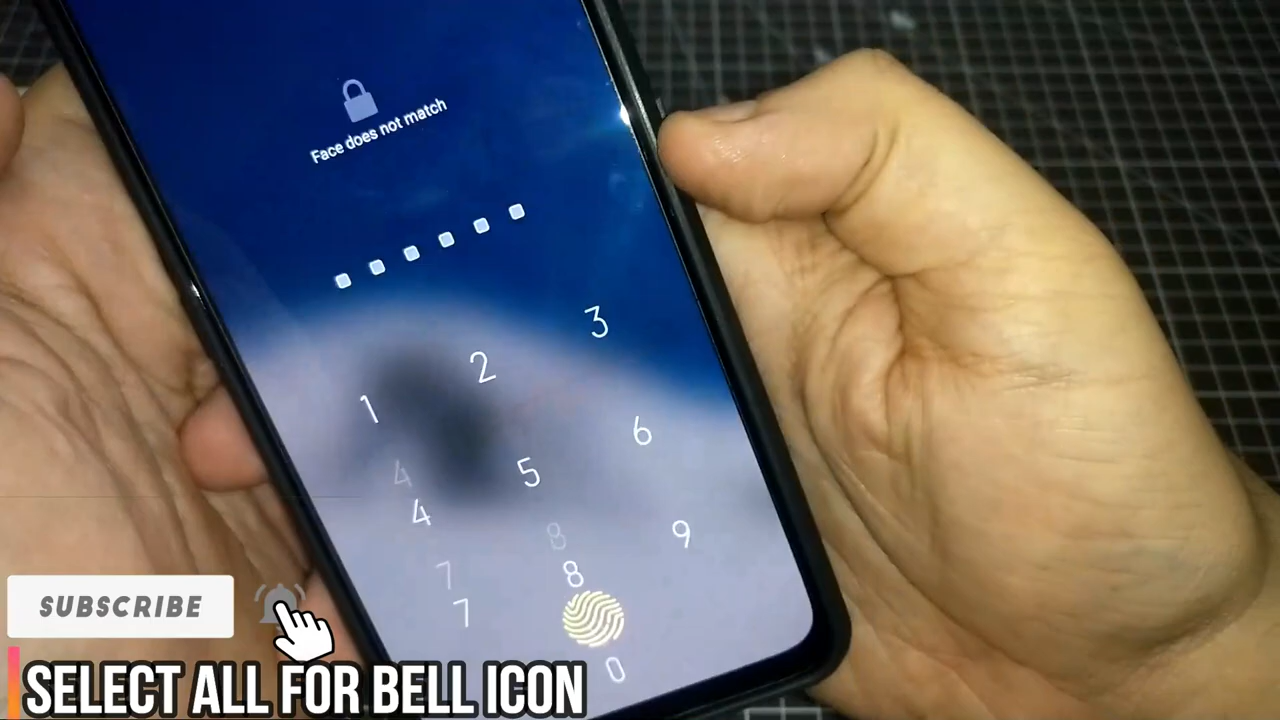 Face does not match
1 2 3
4 5 6
7 8 9
0
SUBSCRIBE
SELECT ALL FOR BELL ICON